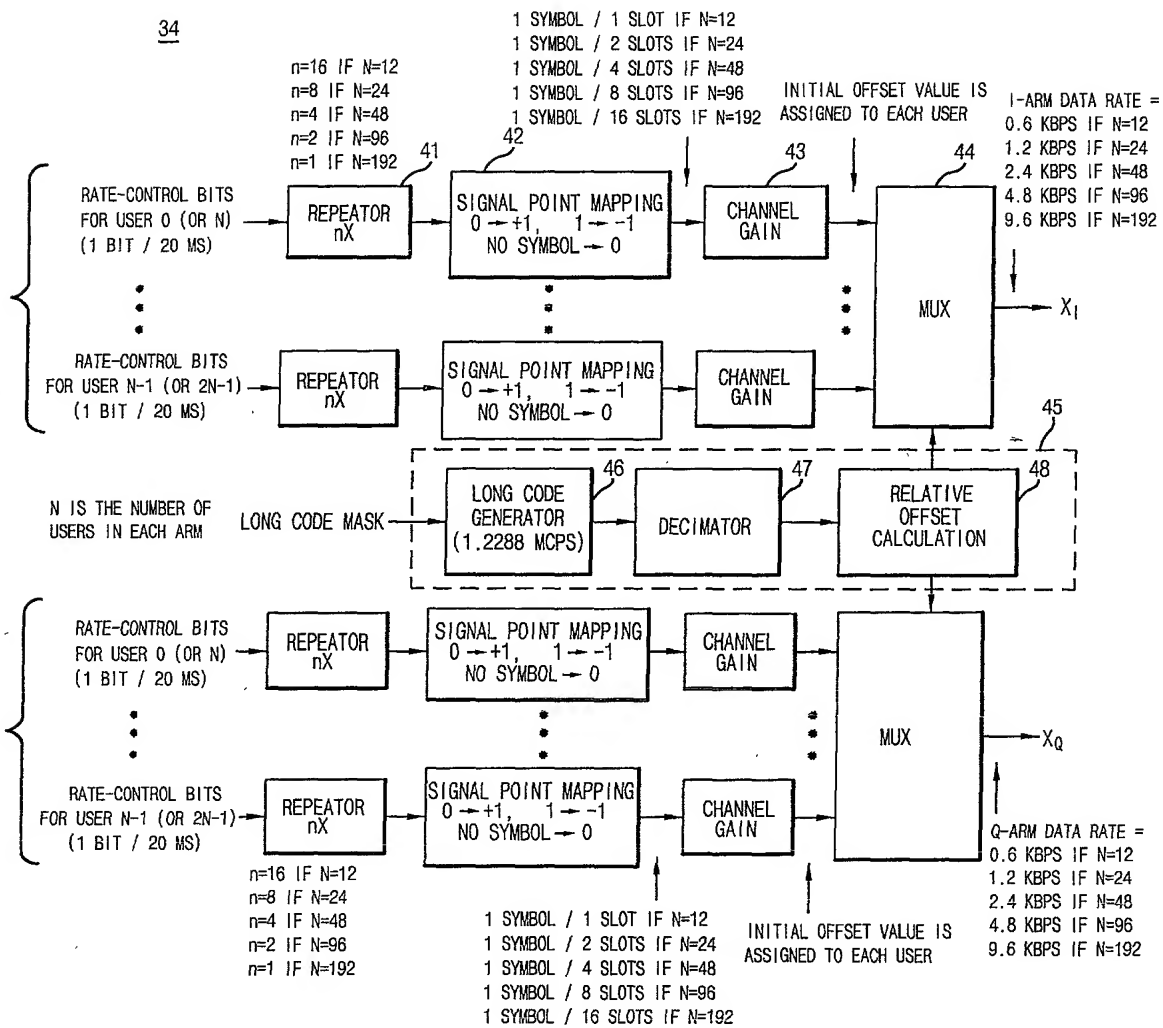 34
1 SYMBOL / 1 SLOT IF N=12
1 SYMBOL / 2 SLOTS IF N=24
1 SYMBOL / 4 SLOTS IF N=48
1 SYMBOL / 8 SLOTS IF N=96
1 SYMBOL / 16 SLOTS IF N=192
n=16 IF N=12
n=8 IF N=24
n=4 IF N=48
n=2 IF N=96
n=1 IF N=192
INITIAL OFFSET VALUE IS
ASSIGNED TO EACH USER
I-ARM DATA RATE =
0.6 KBPS IF N=12
1.2 KBPS IF N=24
2.4 KBPS IF N=48
4.8 KBPS IF N=96
9.6 KBPS IF N=192
41
42
43
44
RATE-CONTROL BITS
FOR USER 0 (OR N)
(1 BIT / 20 MS)
REPEATOR
nX
SIGNAL POINT MAPPING
0→+1, 1→-1
NO SYMBOL→0
CHANNEL
GAIN
MUX
XI
RATE-CONTROL BITS
FOR USER N-1 (OR 2N-1)
(1 BIT / 20 MS)
REPEATOR
nX
SIGNAL POINT MAPPING
0→+1, 1→-1
NO SYMBOL→0
CHANNEL
GAIN
45
N IS THE NUMBER OF
USERS IN EACH ARM
LONG CODE MASK
46
LONG CODE
GENERATOR
(1.2288 MCPS)
47
DECIMATOR
48
RELATIVE
OFFSET
CALCULATION
RATE-CONTROL BITS
FOR USER 0 (OR N)
(1 BIT / 20 MS)
REPEATOR
nX
SIGNAL POINT MAPPING
0→+1, 1→-1
NO SYMBOL→0
CHANNEL
GAIN
MUX
XQ
RATE-CONTROL BITS
FOR USER N-1 (OR 2N-1)
(1 BIT / 20 MS)
REPEATOR
nX
SIGNAL POINT MAPPING
0→+1, 1→-1
NO SYMBOL→0
CHANNEL
GAIN
n=16 IF N=12
n=8 IF N=24
n=4 IF N=48
n=2 IF N=96
n=1 IF N=192
1 SYMBOL / 1 SLOT IF N=12
1 SYMBOL / 2 SLOTS IF N=24
1 SYMBOL / 4 SLOTS IF N=48
1 SYMBOL / 8 SLOTS IF N=96
1 SYMBOL / 16 SLOTS IF N=192
INITIAL OFFSET VALUE IS
ASSIGNED TO EACH USER
Q-ARM DATA RATE =
0.6 KBPS IF N=12
1.2 KBPS IF N=24
2.4 KBPS IF N=48
4.8 KBPS IF N=96
9.6 KBPS IF N=192